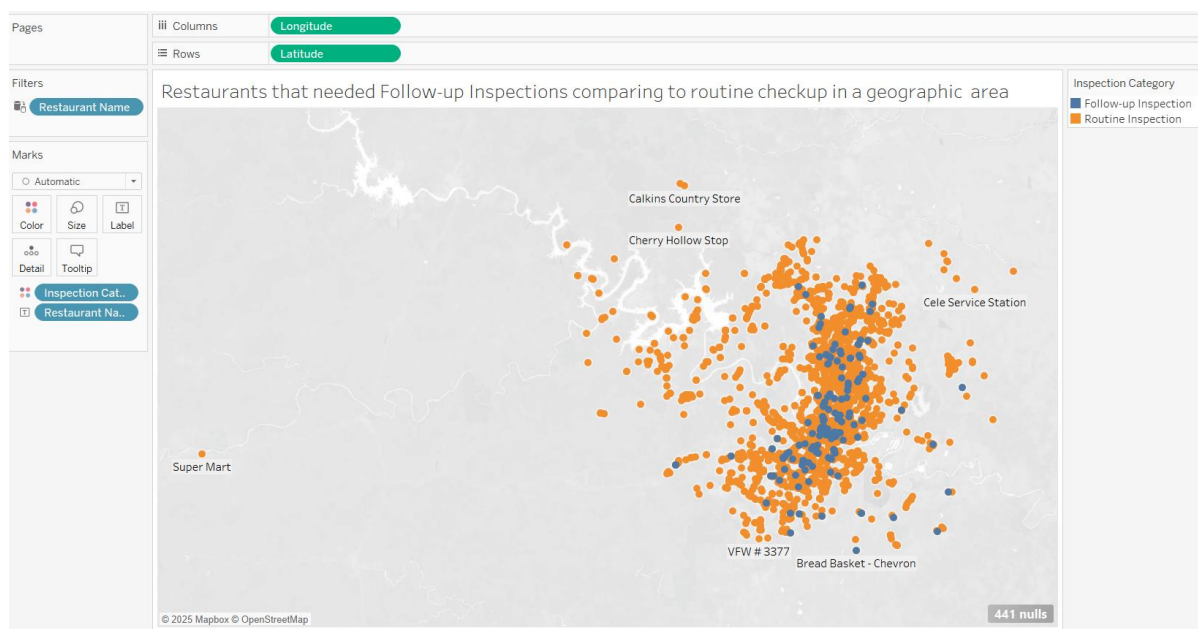 Pages
Columns
Longitude
Rows
Latitude
Filters
Restaurant Name
Marks
Automatic
Color
Size
Label
Detail
Tooltip
Inspection Cat..
Restaurant Na..
Restaurants that needed Follow-up Inspections comparing to routine checkup in a geographic area
Calkins Country Store
Cherry Hollow Stop
Cele Service Station
Super Mart
VFW # 3377
Bread Basket - Chevron
© 2025 Mapbox © OpenStreetMap
441 nulls
Inspection Category
Follow-up Inspection
Routine Inspection